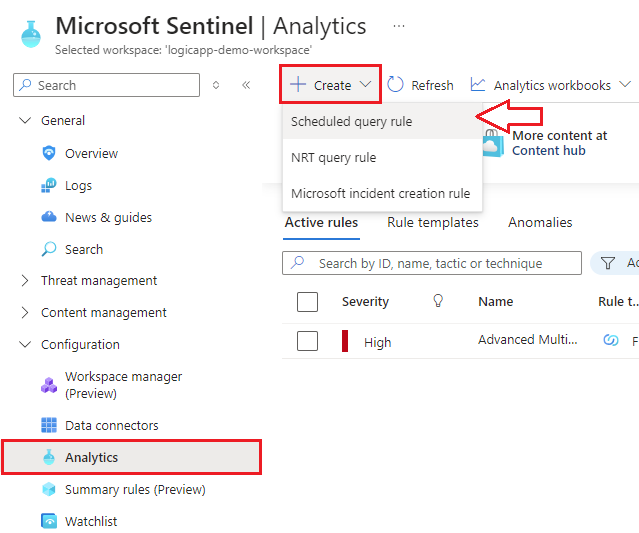 Microsoft Sentinel | Analytics ...
Selected workspace: 'logicapp-demo-workspace'
Search
General
Overview
Logs
News & guides
Search
Threat management
Content management
Configuration
Workspace manager
(Preview)
Data connectors
Analytics
Summary rules (Preview)
Watchlist
Create
Refresh
Analytics workbooks
Scheduled query rule
NRT query rule
Microsoft incident creation rule
More content at
Content hub
Active rules
Rule templates
Anomalies
Search by ID, name, tactic or technique
Severity
Name
Rule t...
High
Advanced Multi...
F